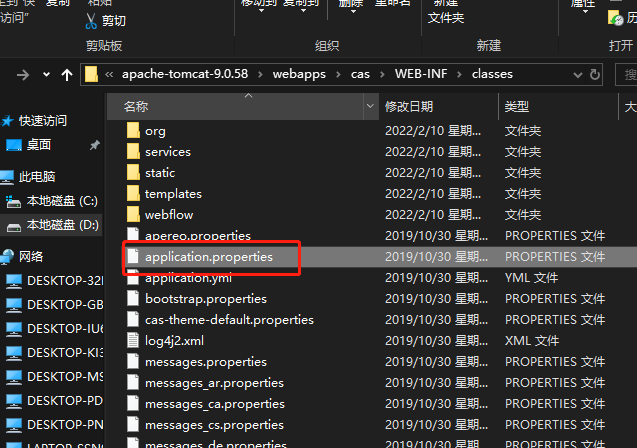 复制
粘贴
移动到 复制到
删除
重命名
新建
属性
访问"
剪切
文件夹
剪贴板
组织
新建
打开
« apache-tomcat-9.0.58 > webapps > cas > WEB-INF > classes
搜
名称 修改日期 类型 大
快速访问
桌面
此电脑
本地磁盘 (C:)
本地磁盘 (D:)
网络
DESKTOP-32
DESKTOP-GB
DESKTOP-IU6
DESKTOP-KI3
DESKTOP-MS
DESKTOP-PD
DESKTOP-PN
org 2022/2/10 星期... 文件夹
services 2022/2/10 星期... 文件夹
static 2022/2/10 星期... 文件夹
templates 2022/2/10 星期... 文件夹
webflow 2022/2/10 星期... 文件夹
apereo.properties 2019/10/30 星期... PROPERTIES 文件
application.properties 2019/10/30 星期... PROPERTIES 文件
application.yml 2019/10/30 星期... YML 文件
bootstrap.properties 2019/10/30 星期... PROPERTIES 文件
cas-theme-default.properties 2019/10/30 星期... PROPERTIES 文件
log4j2.xml 2019/10/30 星期... XML 文件
messages.properties 2019/10/30 星期... PROPERTIES 文件
messages_ar.properties 2019/10/30 星期... PROPERTIES 文件
messages_ca.properties 2019/10/30 星期... PROPERTIES 文件
messages_cs.properties 2019/10/30 星期... PROPERTIES 文件
messages_de.properties 2019/10/30 星期... PROPERTIES 文件